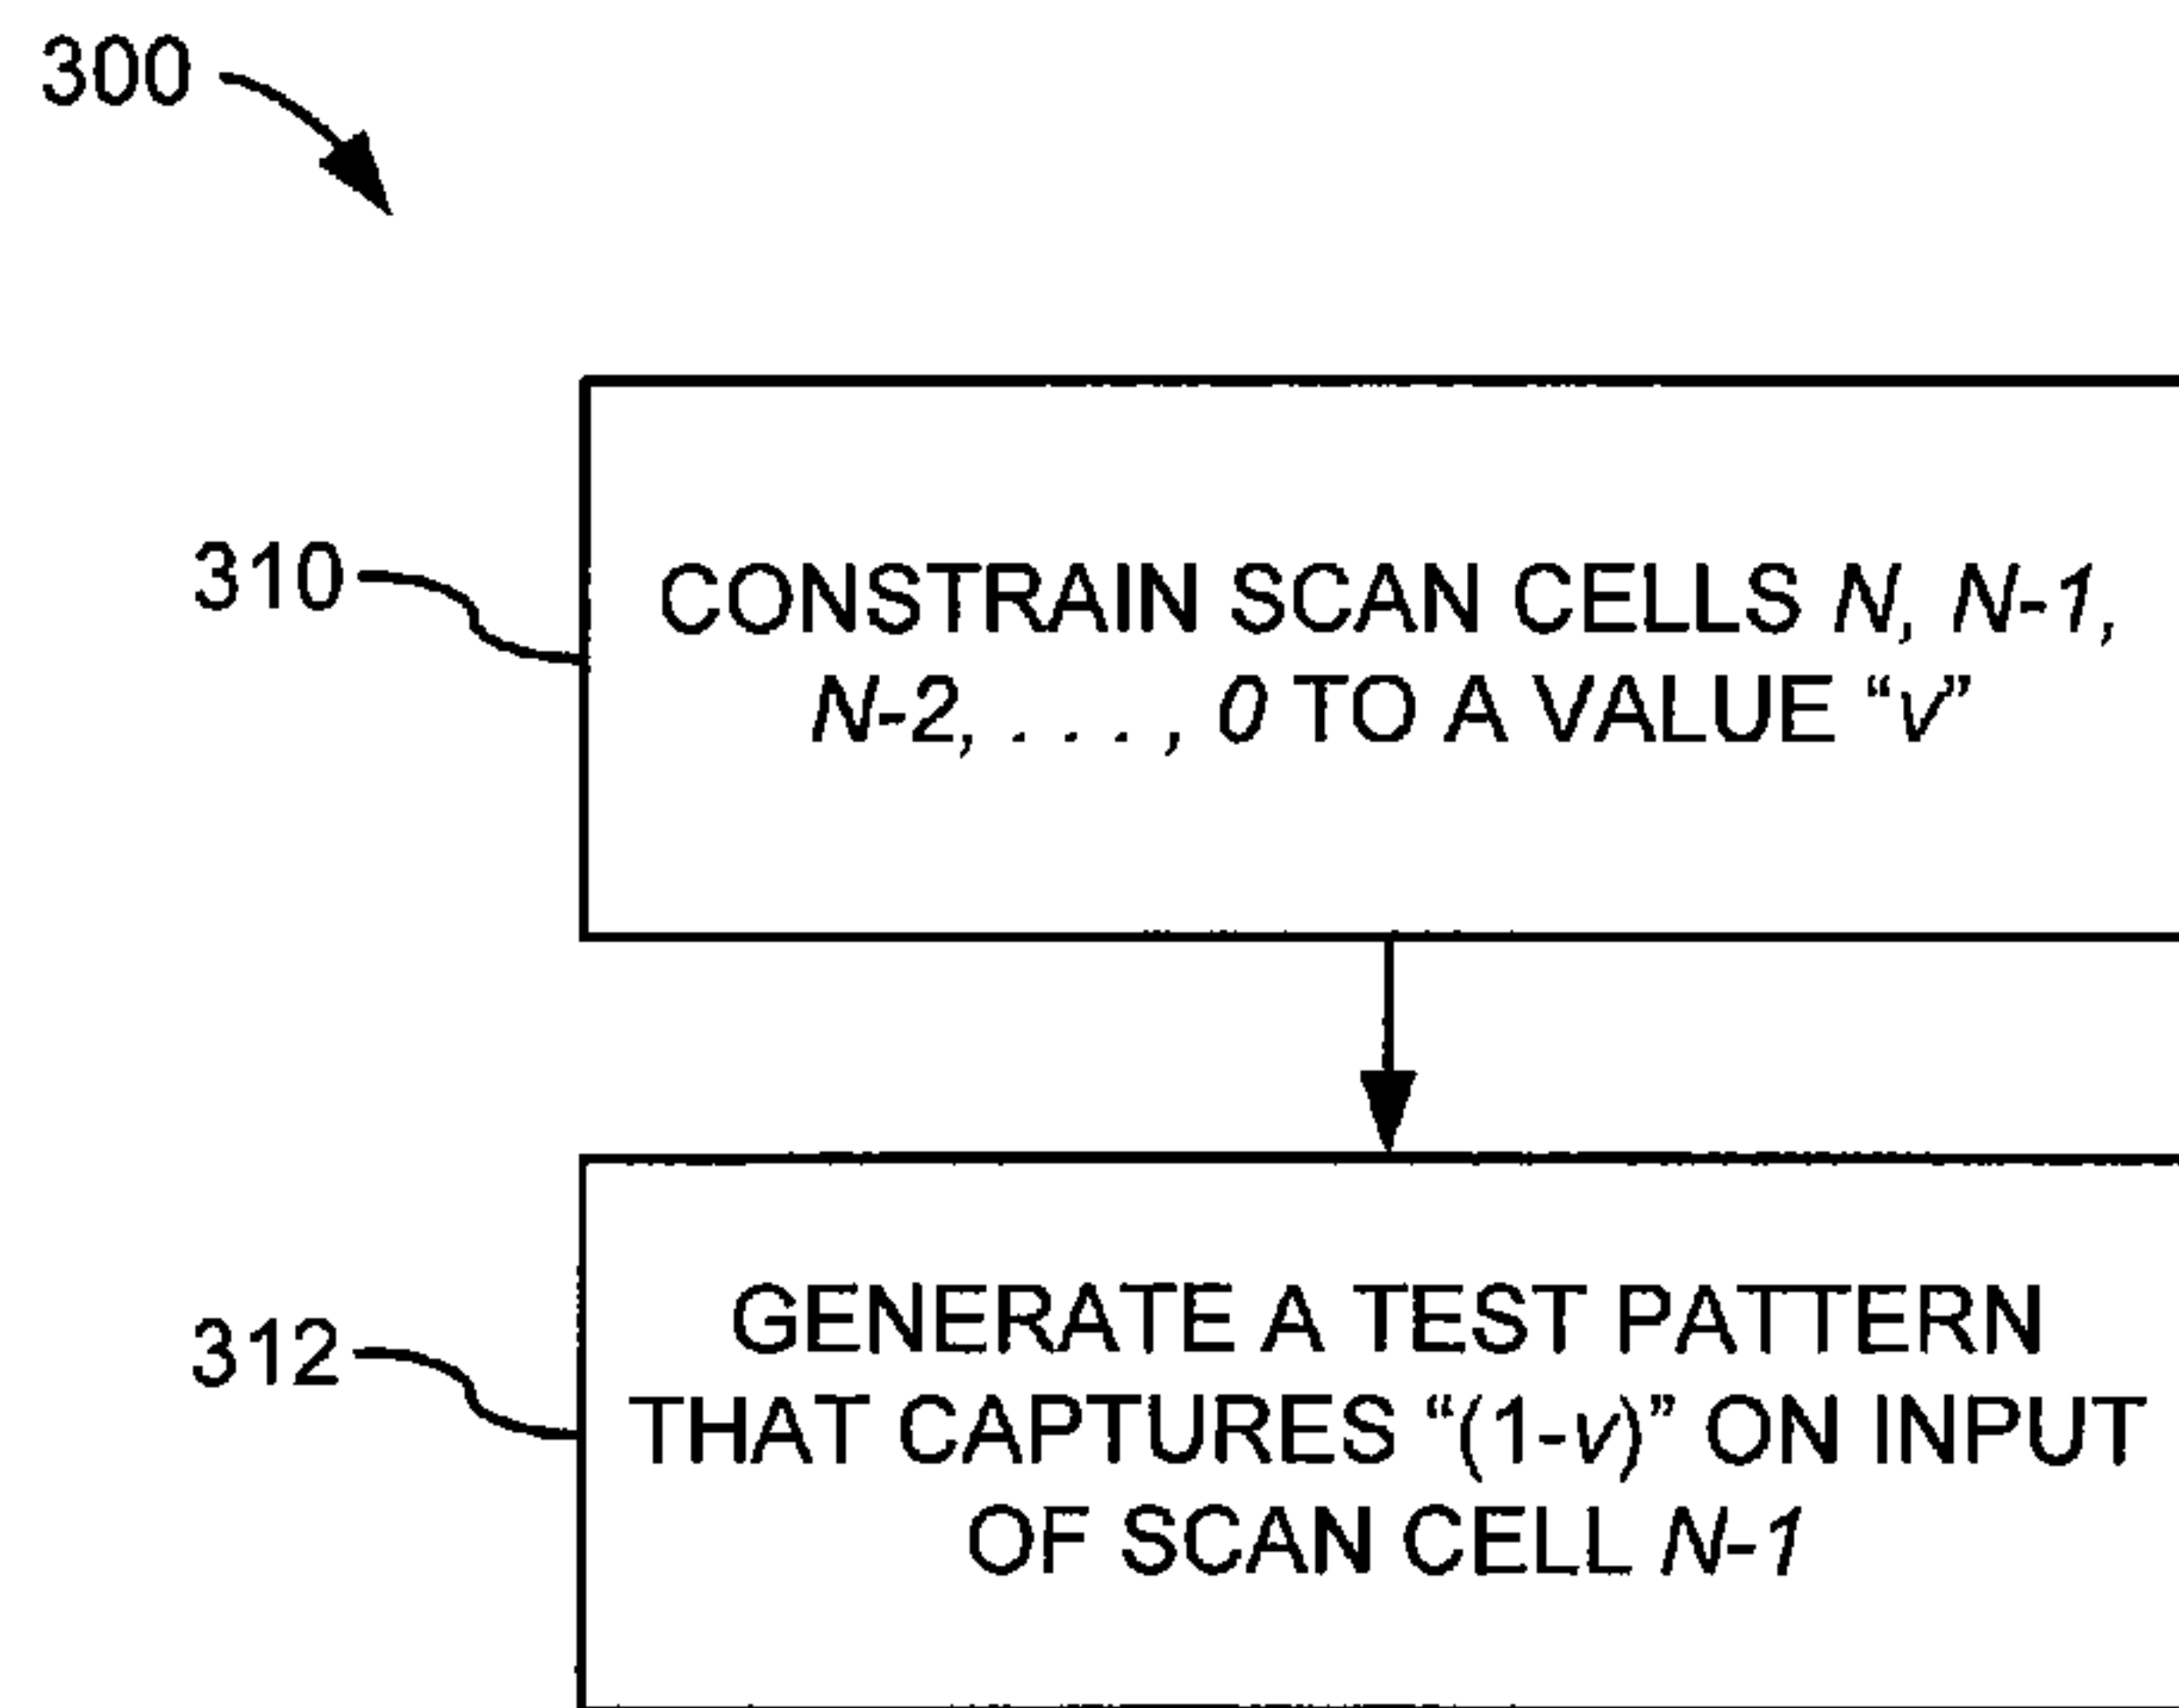 300
310
CONSTRAIN SCAN CELLS N, N-1,
N-2, . . . , 0 TO A VALUE “v”
312
GENERATE A TEST PATTERN
THAT CAPTURES “(1-v)” ON INPUT
OF SCAN CELL N-1